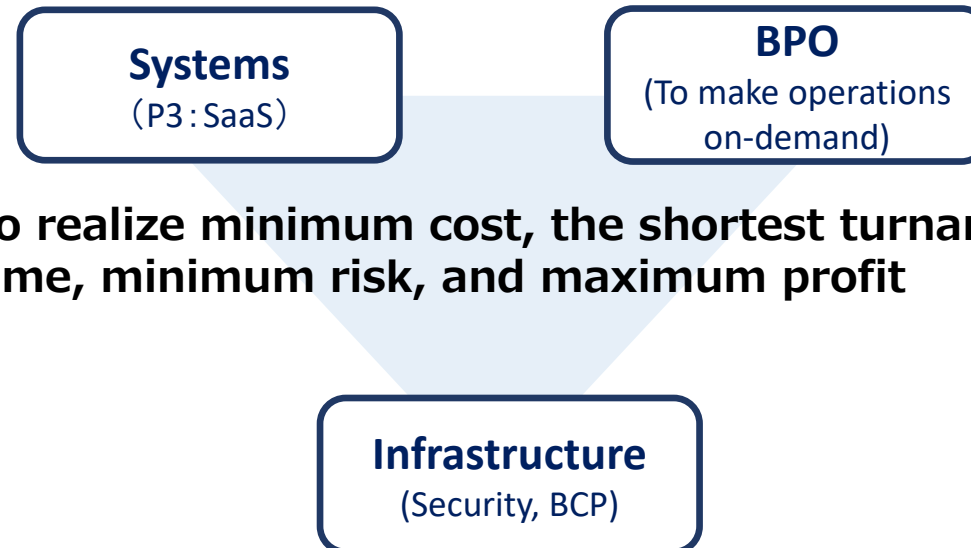 Systems
（P3：SaaS）
BPO
(To make operations
on-demand)
o realize minimum cost, the shortest turnar
me, minimum risk, and maximum profit
Infrastructure
(Security, BCP)